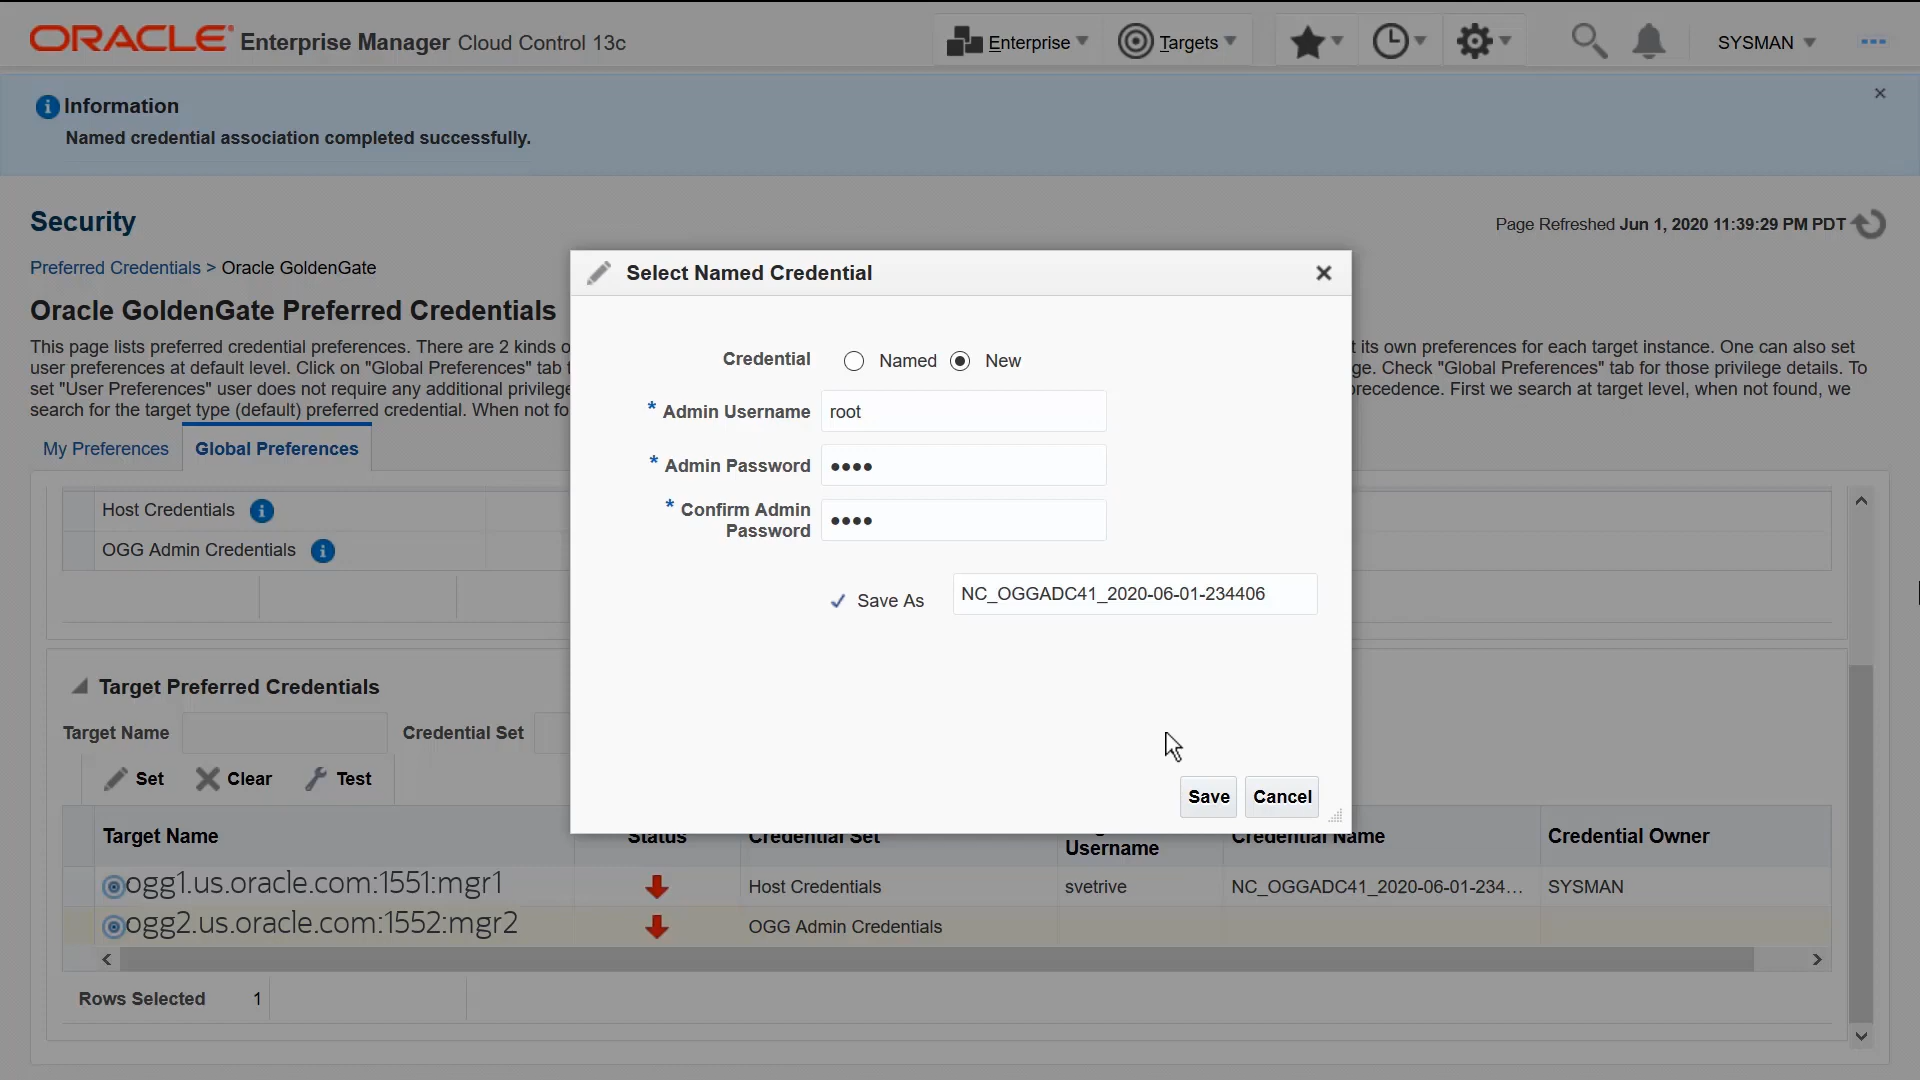 ORACLE Enterprise Manager Cloud Control 13c
Enterprise
Targets
SYSMAN
Information
Named credential association completed successfully.
Security
Page Refreshed Jun 1, 2020 11:39:29 PM PDT
Preferred Credentials > Oracle GoldenGate
Oracle GoldenGate Preferred Credentials
This page lists preferred credential preferences. There are 2 kinds o
t its own preferences for each target instance. One can also set
user preferences at default level. Click on "Global Preferences" tab t
ge. Check "Global Preferences" tab for those privilege details. To
set "User Preferences" user does not require any additional privilege
precedence. First we search at target level, when not found, we
search for the target type (default) preferred credential. When not fo
My Preferences
Global Preferences
Host Credentials
OGG Admin Credentials
Select Named Credential
Credential
Named
New
* Admin Username
root
* Admin Password
* Confirm Admin
Password
Save As
NC_OGGADC41_2020-06-01-234406
Save
Cancel
Target Preferred Credentials
Target Name
Credential Set
Set
Clear
Test
Target Name
Status
Credential Set
Username
Credential Name
Credential Owner
ogg1.us.oracle.com:1551:mgr1
Host Credentials
svetrive
NC_OGGADC41_2020-06-01-234...
SYSMAN
ogg2.us.oracle.com:1552:mgr2
OGG Admin Credentials
Rows Selected 1